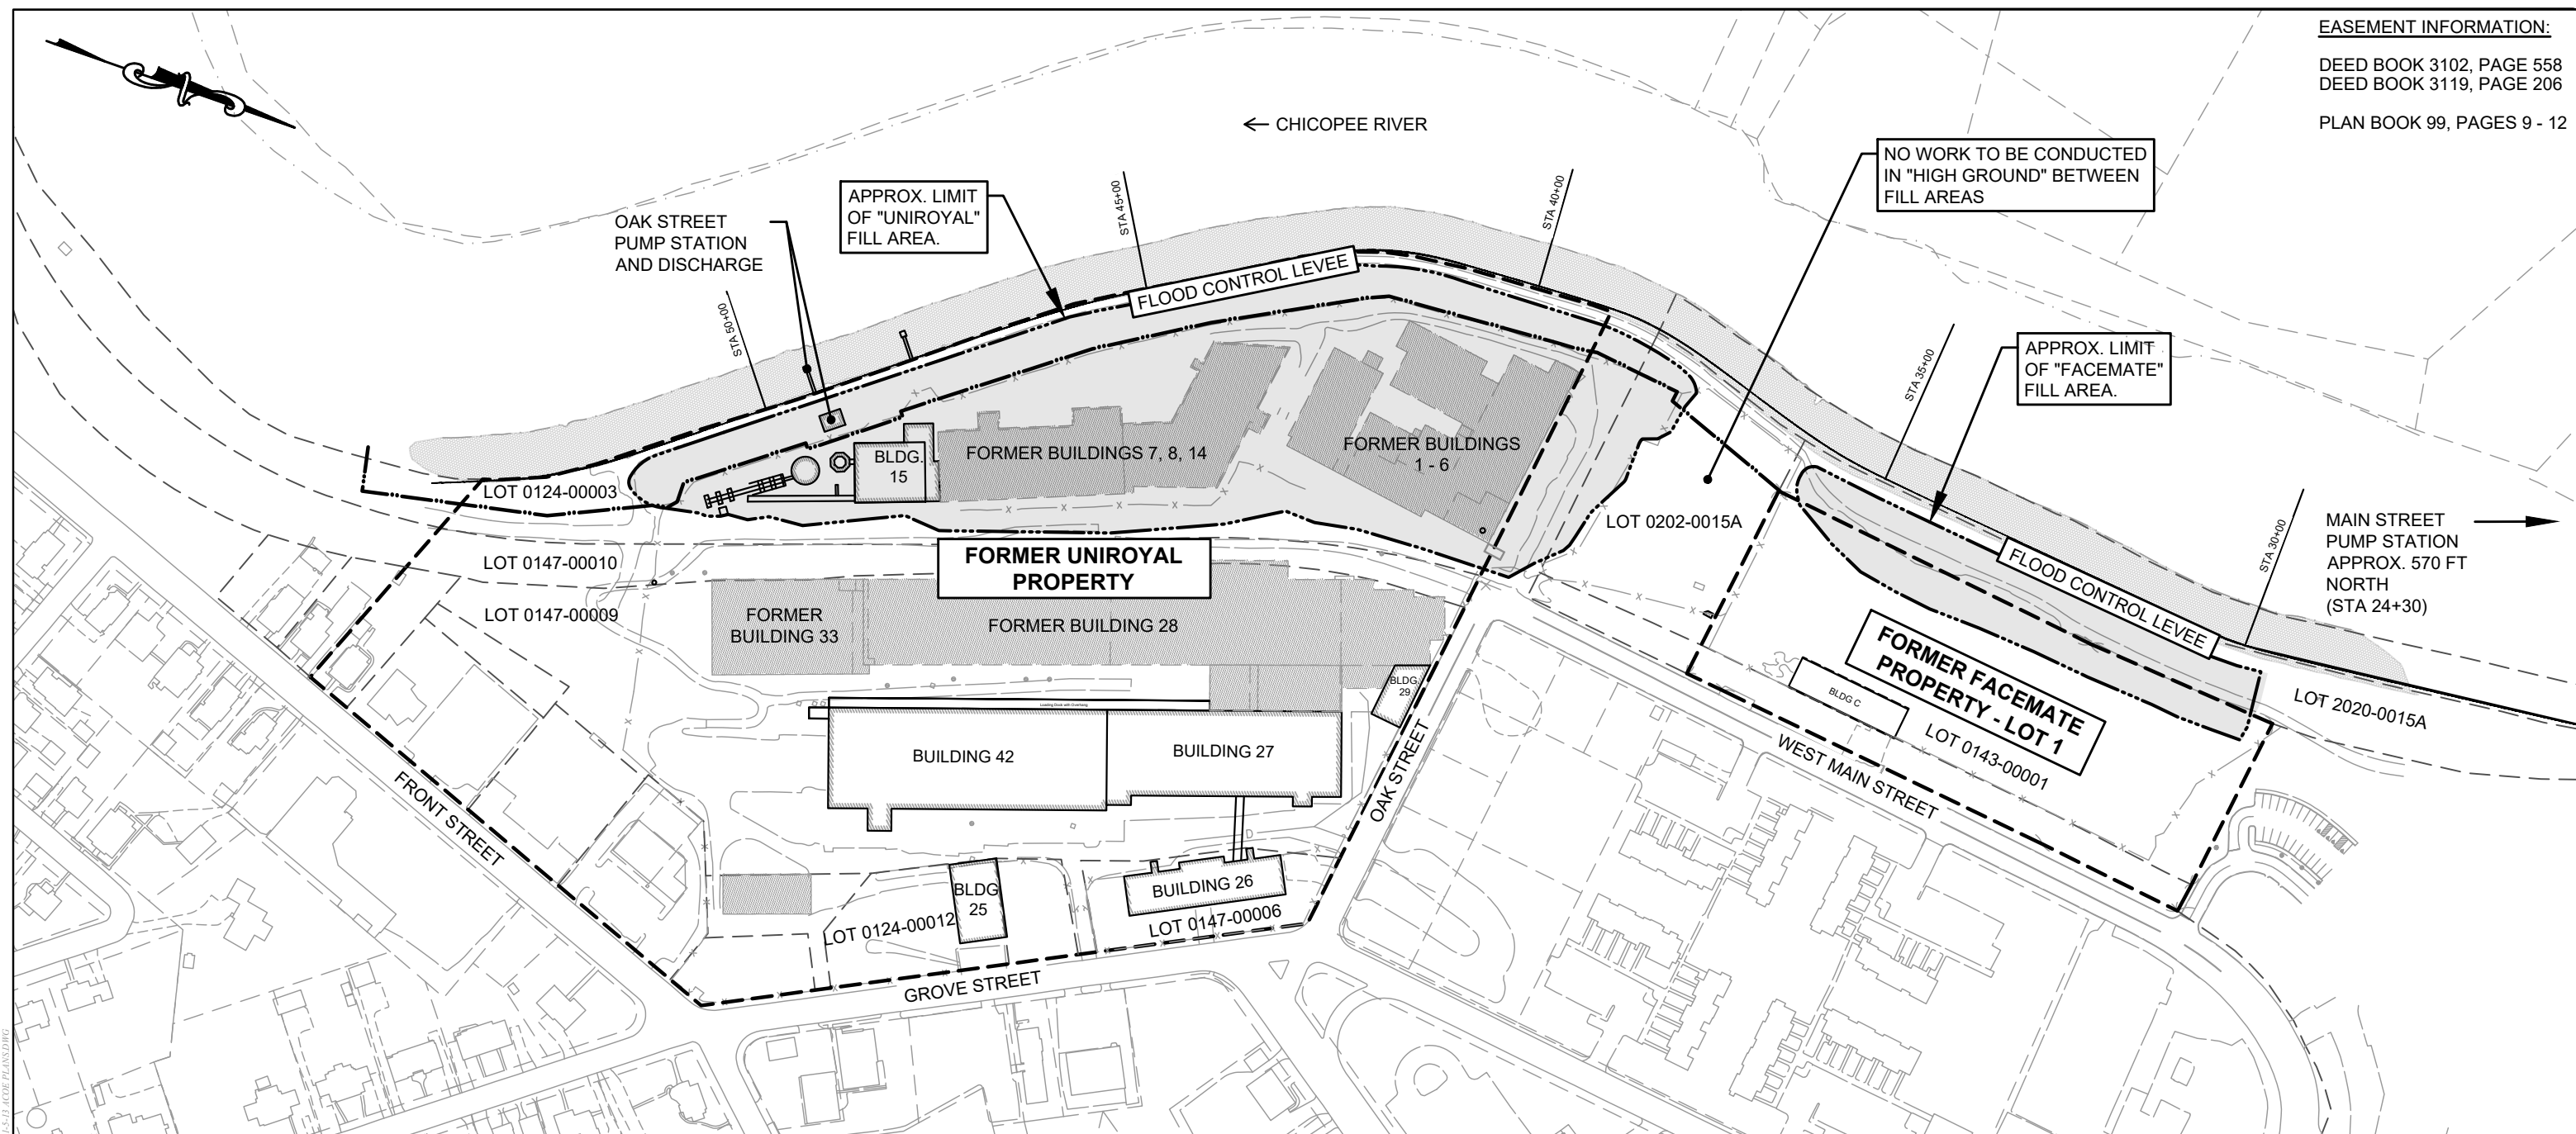 EASEMENT INFORMATION:
DEED BOOK 3102, PAGE 558
DEED BOOK 3119, PAGE 206
PLAN BOOK 99, PAGES 9 - 12
← CHICOPEE RIVER
NO WORK TO BE CONDUCTED
IN "HIGH GROUND" BETWEEN
FILL AREAS
APPROX. LIMIT
OF "UNIROYAL"
FILL AREA.
OAK STREET
PUMP STATION
AND DISCHARGE
STA 50+00
STA 45+00
STA 40+00
STA 35+00
STA 30+00
FLOOD CONTROL LEVEE
APPROX. LIMIT
OF "FACEMATE"
FILL AREA.
FORMER BUILDINGS 7, 8, 14
FORMER BUILDINGS
1 - 6
BLDG.
15
LOT 0124-00003
LOT 0202-0015A
MAIN STREET
PUMP STATION
APPROX. 570 FT
NORTH
(STA 24+30)
FLOOD CONTROL LEVEE
LOT 0147-00010
FORMER UNIROYAL
PROPERTY
LOT 0147-00009
FORMER
BUILDING 33
FORMER BUILDING 28
FORMER FACEMATE
PROPERTY - LOT 1
BLDG
29
BLDG C
LOT 2020-0015A
LOT 0143-00001
Loading Dock with Overhang
BUILDING 42
BUILDING 27
OAK STREET
WEST MAIN STREET
FRONT STREET
BLDG
25
BUILDING 26
LOT 0124-00012
LOT 0147-00006
GROVE STREET